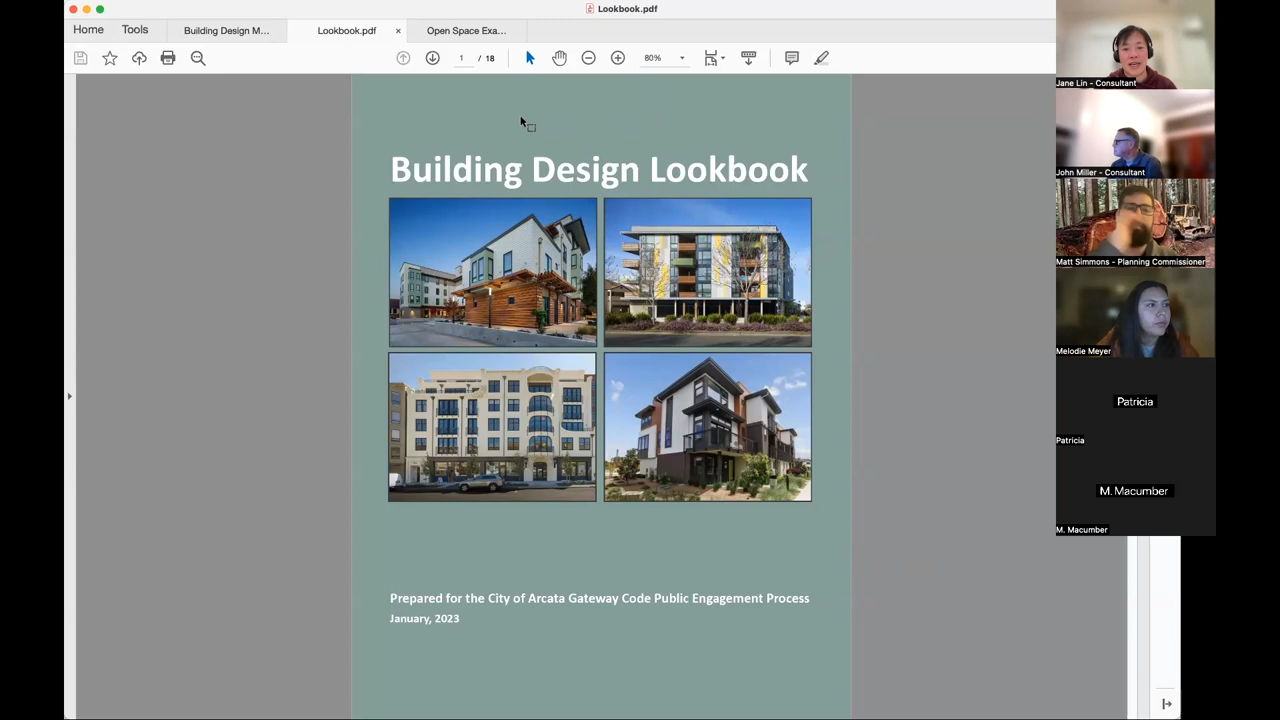 Lookbook.pdf
Home
Tools
Building Design M...
Lookbook.pdf
Open Space Exa...
1 / 18
80%
Building Design Lookbook
Prepared for the City of Arcata Gateway Code Public Engagement Process
January, 2023
Jane Lin - Consultant
John Miller - Consultant
Matt Simmons - Planning Commissioner
Melodie Meyer
Patricia
Patricia
M. Macumber
M. Macumber